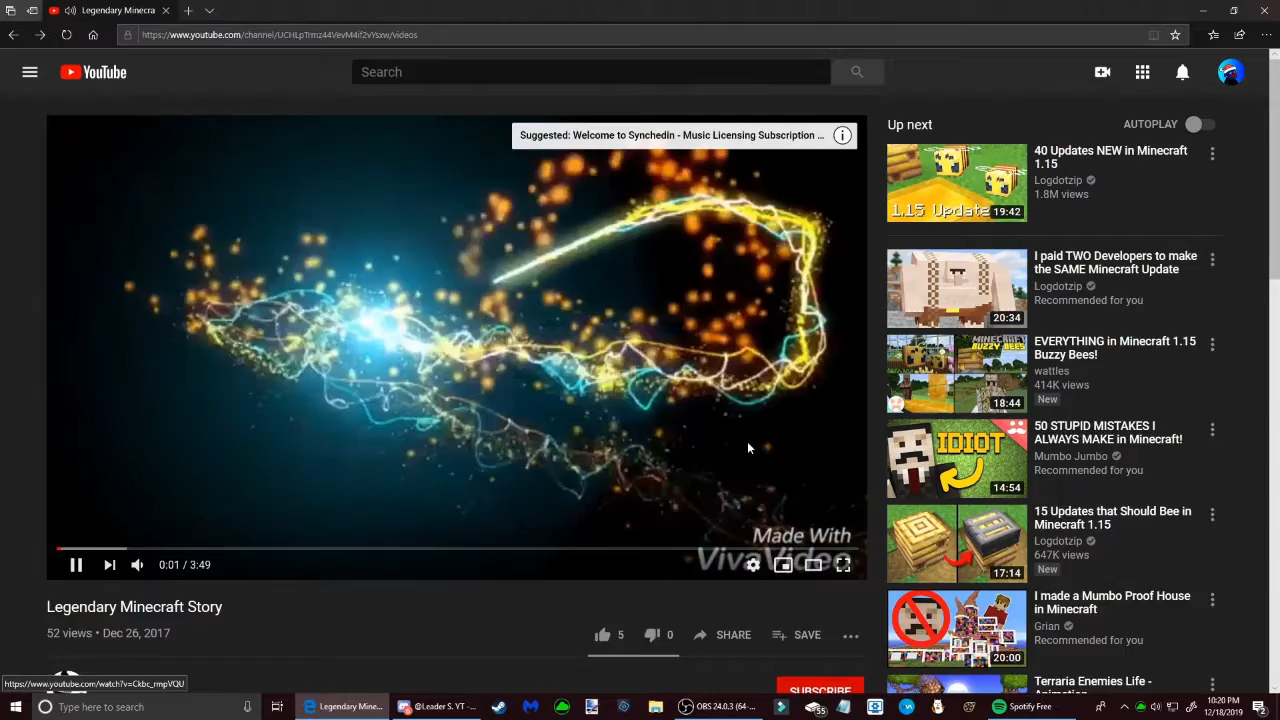 Legendary Minecra
https://www.youtube.com/channel/UCHLpTrmz44VevM4if2vYsxw/videos
YouTube
Search
Suggested: Welcome to Synchedin - Music Licensing Subscription ...
Made With
VivaVideo
0:01 / 3:49
Legendary Minecraft Story
52 views • Dec 26, 2017
5
0
SHARE
SAVE
SUBSCRIBE
https://www.youtube.com/watch?v=Ckbc_rmpVQU
Up next
AUTOPLAY
1.15 Update
19:42
40 Updates NEW in Minecraft
1.15
Logdotzip
1.8M views
20:34
I paid TWO Developers to make
the SAME Minecraft Update
Logdotzip
Recommended for you
MINECRAFT
BUZZY BEES!
18:44
EVERYTHING in Minecraft 1.15
Buzzy Bees!
wattles
414K views
New
IDIOT
14:54
50 STUPID MISTAKES I
ALWAYS MAKE in Minecraft!
Mumbo Jumbo
Recommended for you
17:14
15 Updates that Should Bee in
Minecraft 1.15
Logdotzip
647K views
New
20:00
I made a Mumbo Proof House
in Minecraft
Grian
Recommended for you
Terraria Enemies Life -
Animation
Type here to search
Legendary Mine...
@Leader S. YT - ...
OBS 24.0.3 (64-...
55
Spotify Free
10:20 PM
12/18/2019
2